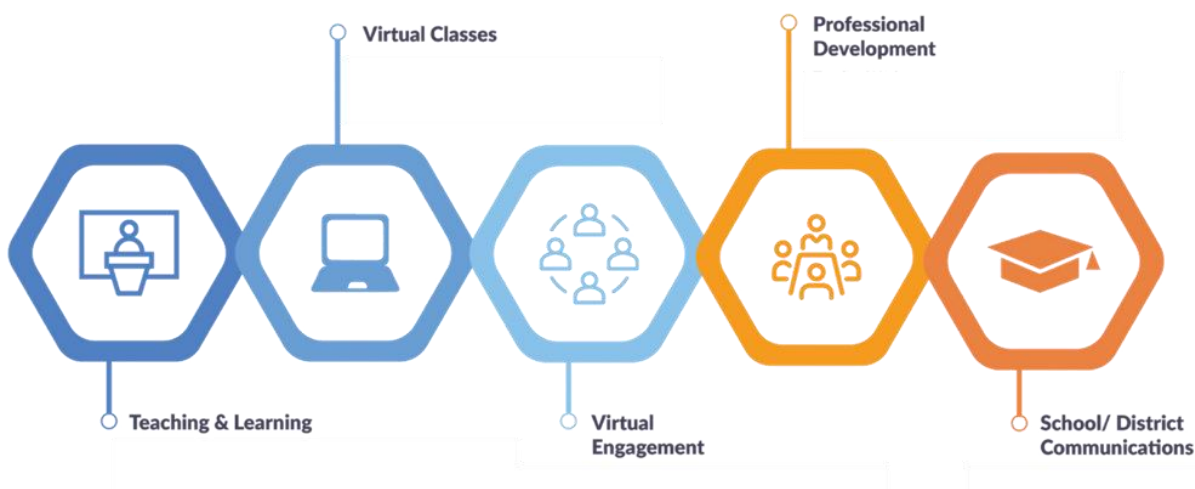 Virtual Classes
Professional
Development
Teaching & Learning
Virtual
Engagement
School/ District
Communications